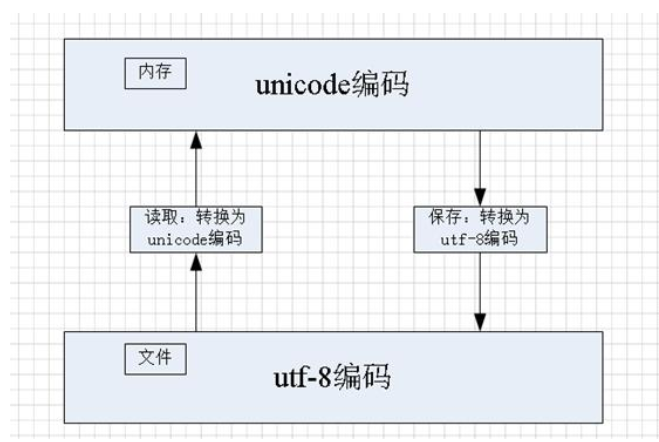 内存
unicode编码
读取：转换为
unicode编码
保存：转换为
utf-8编码
文件
utf-8编码